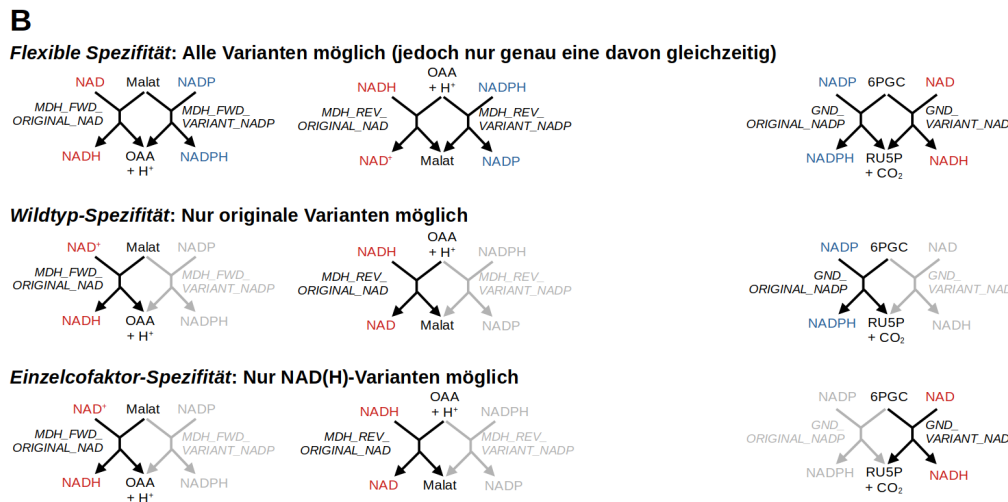 B
Flexible Spezifität: Alle Varianten möglich (jedoch nur genau eine davon gleichzeitig)
NAD Malat NADP
MDH_FWD_
ORIGINAL_NAD
MDH_FWD_
VARIANT_NADP
NADH OAA
+ H⁺ NADPH
NADH OAA
+ H⁺ NADPH
MDH_REV_
ORIGINAL_NAD
MDH_REV_
VARIANT_NADP
NAD⁺ Malat NADP
NADP 6PGC NAD
GND_
ORIGINAL_NADP
GND_
VARIANT_NAD
NADPH RU5P
+ CO₂ NADH
Wildtyp-Spezifität: Nur originale Varianten möglich
NAD⁺ Malat NADP
MDH_FWD_
ORIGINAL_NAD
MDH_FWD_
VARIANT_NADP
NADH OAA
+ H⁺ NADPH
NADH OAA
+ H⁺ NADPH
MDH_REV_
ORIGINAL_NAD
MDH_REV_
VARIANT_NADP
NAD Malat NADP
NADP 6PGC NAD
GND_
ORIGINAL_NADP
GND_
VARIANT_NAD
NADPH RU5P
+ CO₂ NADH
Einzelcofaktor-Spezifität: Nur NAD(H)-Varianten möglich
NAD⁺ Malat NADP
MDH_FWD_
ORIGINAL_NAD
MDH_FWD_
VARIANT_NADP
NADH OAA
+ H⁺ NADPH
NADH OAA
+ H⁺ NADPH
MDH_REV_
ORIGINAL_NAD
MDH_REV_
VARIANT_NADP
NAD Malat NADP
NADP 6PGC NAD
GND_
ORIGINAL_NADP
GND_
VARIANT_NAD
NADPH RU5P
+ CO₂ NADH